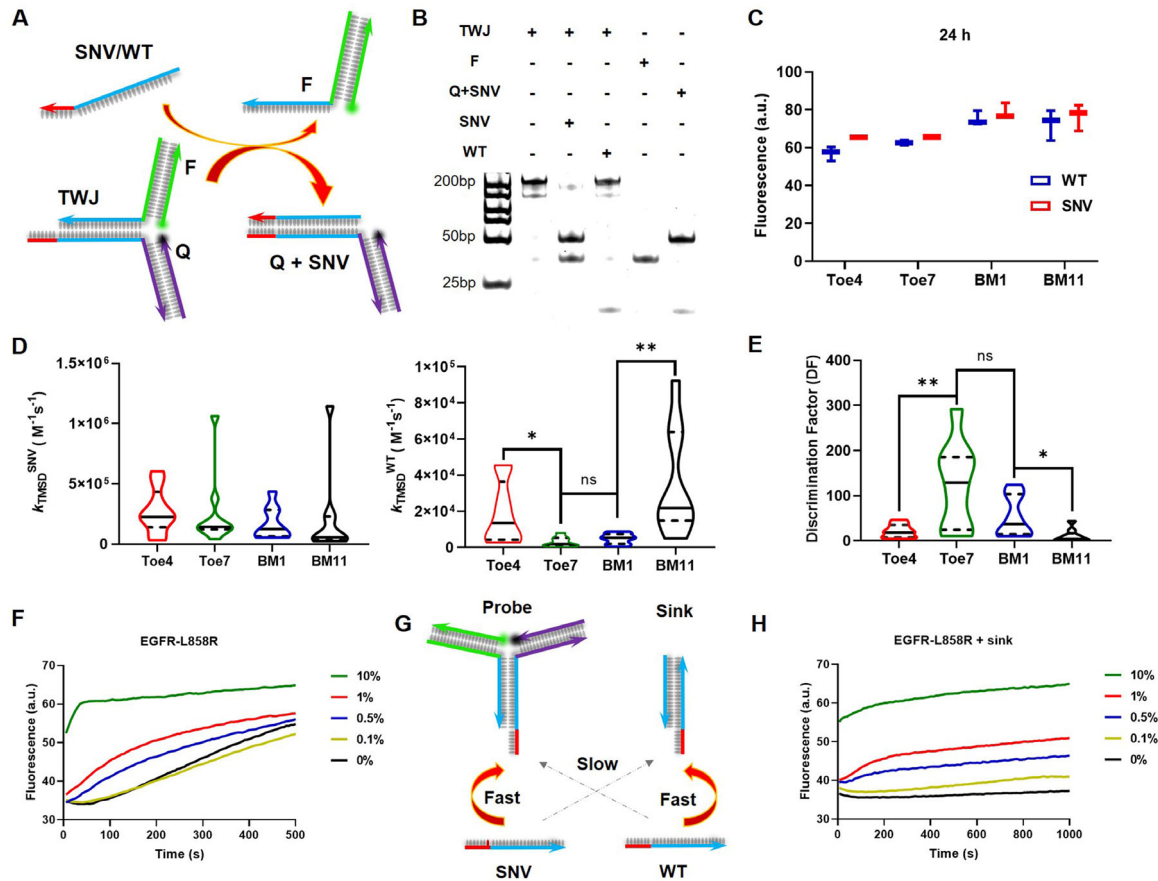 A
SNV/WT
F
TWJ
F
Q
Q + SNV
B
TWJ + + + - -
F - - - + -
Q+SNV - - - - +
SNV - + - - -
WT - - + - -
200bp
50bp
25bp
C
24 h
Fluorescence (a.u.)
100
80
60
40
20
0
WT
SNV
Toe4 Toe7 BM1 BM11
D
kTMSD^SNV ( M⁻¹s⁻¹)
1.5×10⁶
1×10⁶
5×10⁵
0
Toe4 Toe7 BM1 BM11
kTMSD^WT ( M⁻¹s⁻¹)
1×10⁵
8×10⁴
6×10⁴
4×10⁴
2×10⁴
0
*
ns
**
Toe4 Toe7 BM1 BM11
E
Discrimination Factor (DF)
400
300
200
100
0
**
ns
*
Toe4 Toe7 BM1 BM11
F
EGFR-L858R
Fluorescence (a.u.)
70
60
50
40
30
0 100 200 300 400 500
Time (s)
10%
1%
0.5%
0.1%
0%
G
Probe
Sink
Slow
Fast
Fast
SNV
WT
H
EGFR-L858R + sink
Fluorescence (a.u.)
70
60
50
40
30
0 200 400 600 800 1000
Time (s)
10%
1%
0.5%
0.1%
0%